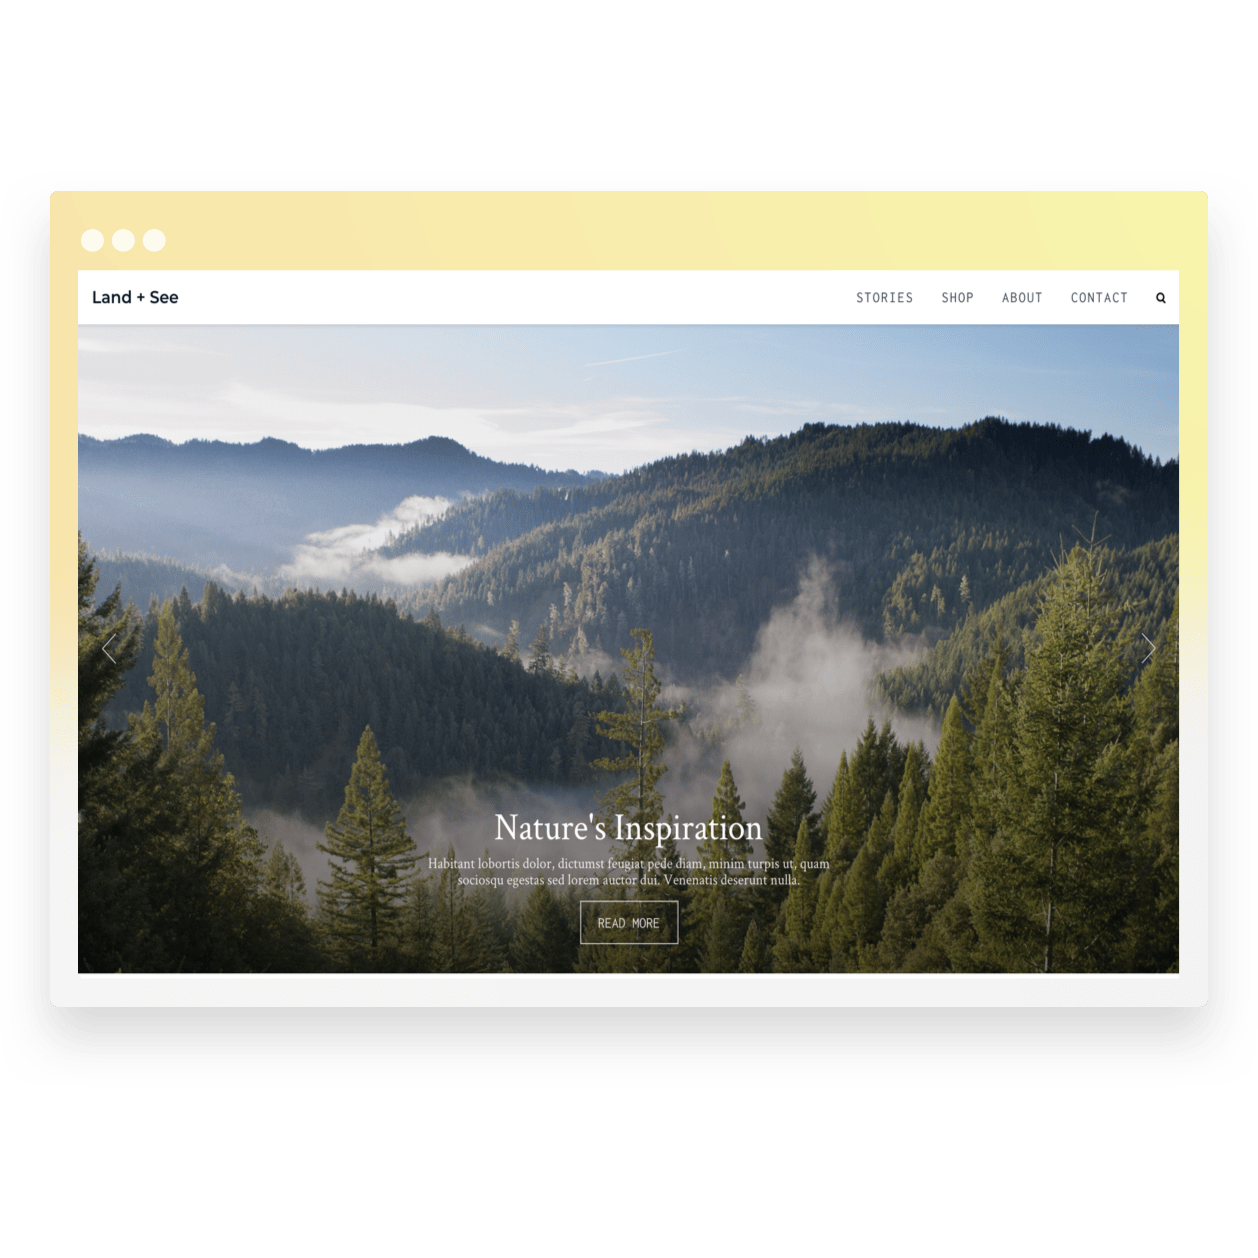 Land + See
STORIES SHOP ABOUT CONTACT
Nature's Inspiration
Habitant lobortis dolor, dictumst feugiat pede diam, minim turpis ut, quam
sociosqu egestas sed lorem auctor dui. Venenatis deserunt nulla.
READ MORE